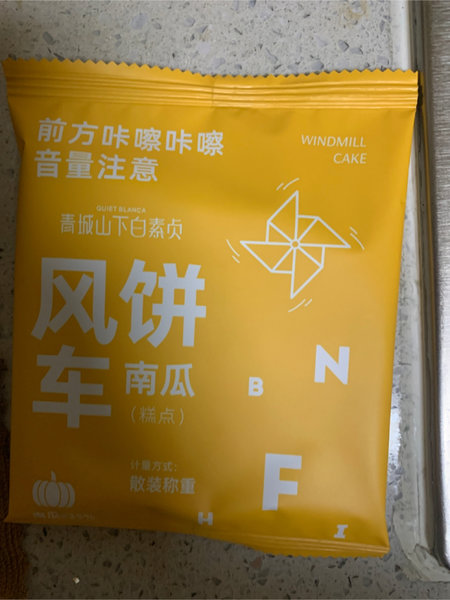 前方咔嚓咔嚓
音量注意
WINDMILL
CAKE
QUIET BLANCA
青城山下白素贞
风饼
车 南瓜
(糕点)
B
N
计量方式:
散装称重
F
H
I